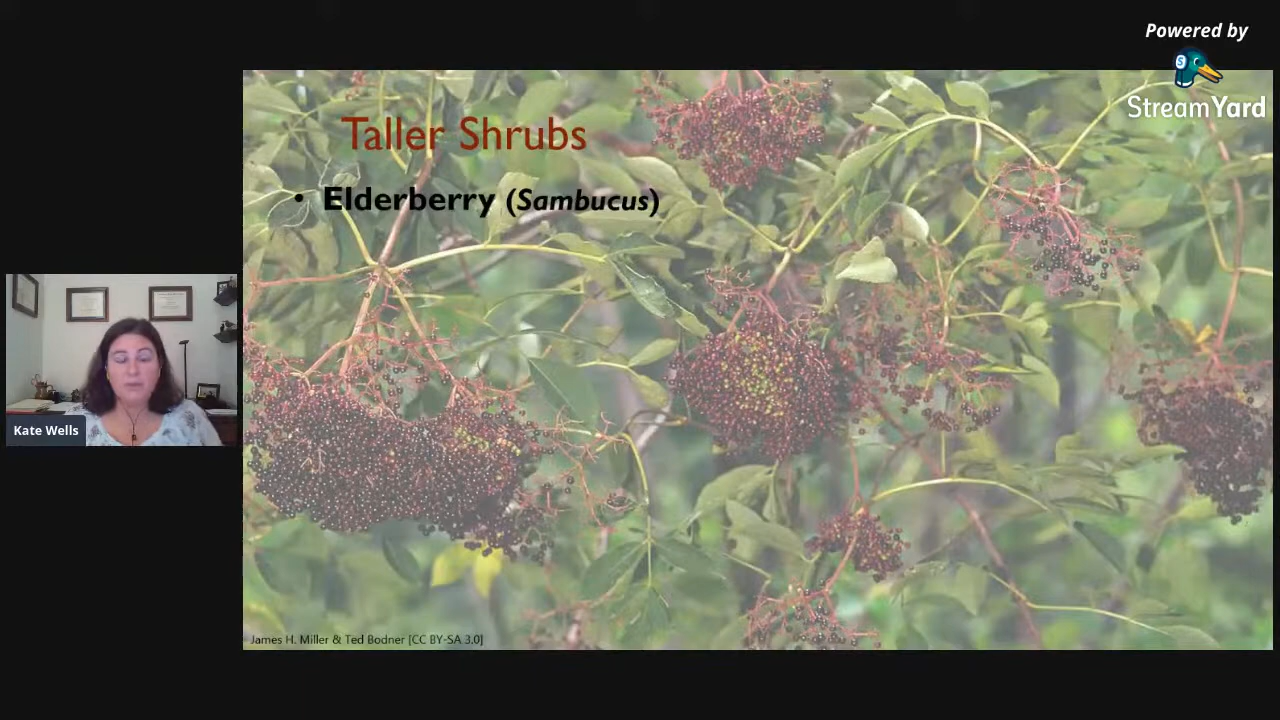 Powered by
StreamYard
Taller Shrubs
• Elderberry (Sambucus)
Kate Wells
James H. Miller & Ted Bodner [CC BY-SA 3.0]